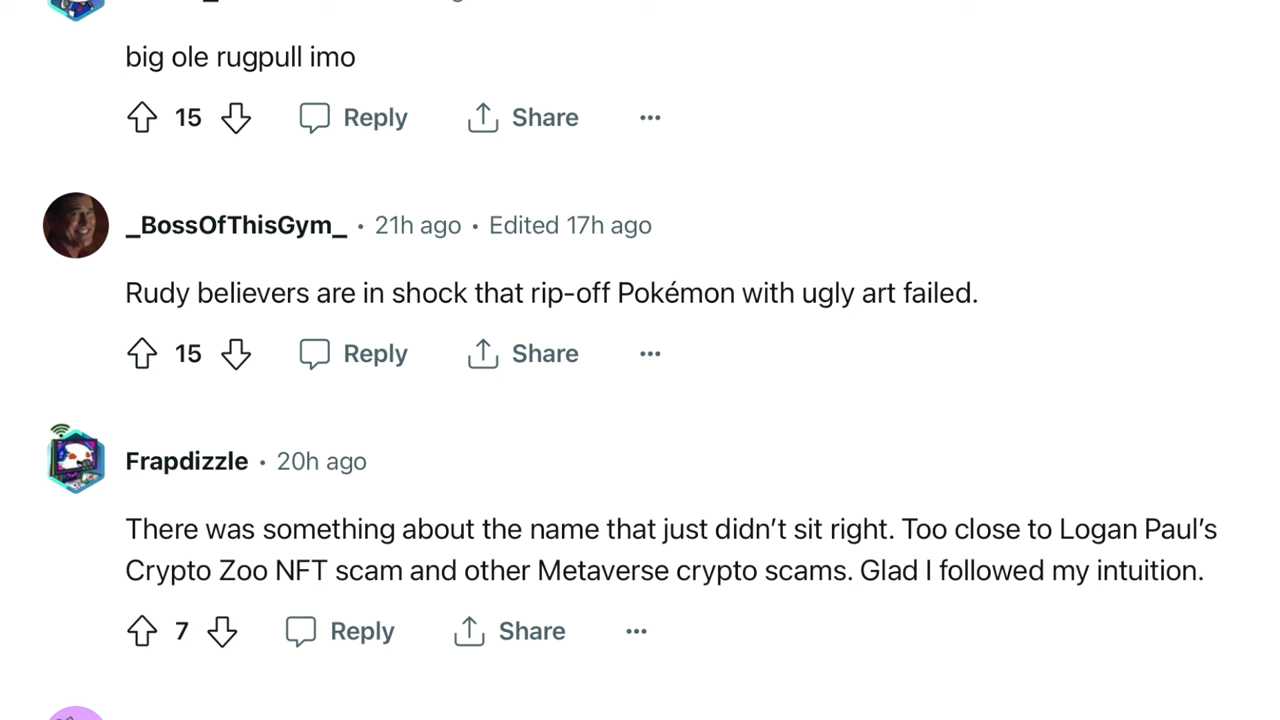 big ole rugpull imo
15 Reply Share
_BossOfThisGym_ • 21h ago • Edited 17h ago
Rudy believers are in shock that rip-off Pokémon with ugly art failed.
15 Reply Share
Frapdizzle • 20h ago
There was something about the name that just didn’t sit right. Too close to Logan Paul’s
Crypto Zoo NFT scam and other Metaverse crypto scams. Glad I followed my intuition.
7 Reply Share